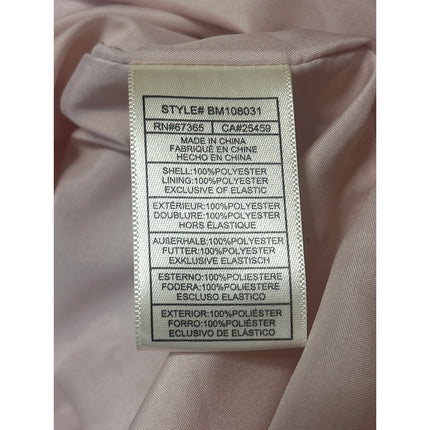 STYLE# BM108031
RN#67365 CA#25459
MADE IN CHINA
FABRIQUÉ EN CHINE
HECHO EN CHINA
SHELL:100%POLYESTER
LINING:100%POLYESTER
EXCLUSIVE OF ELASTIC
EXTÉRIEUR:100%POLYESTER
DOUBLURE:100%POLYESTER
HORS ÉLASTIQUE
AUßERHALB:100%POLYESTER
FUTTER:100%POLYESTER
EXKLUSIVE ELASTISCH
ESTERNO:100%POLIESTERE
FODERA:100%POLIESTERE
ESCLUSO ELASTICO
EXTERIOR:100%POLIÉSTER
FORRO:100%POLIÉSTER
ECLUSIVO DE ELÁSTICO